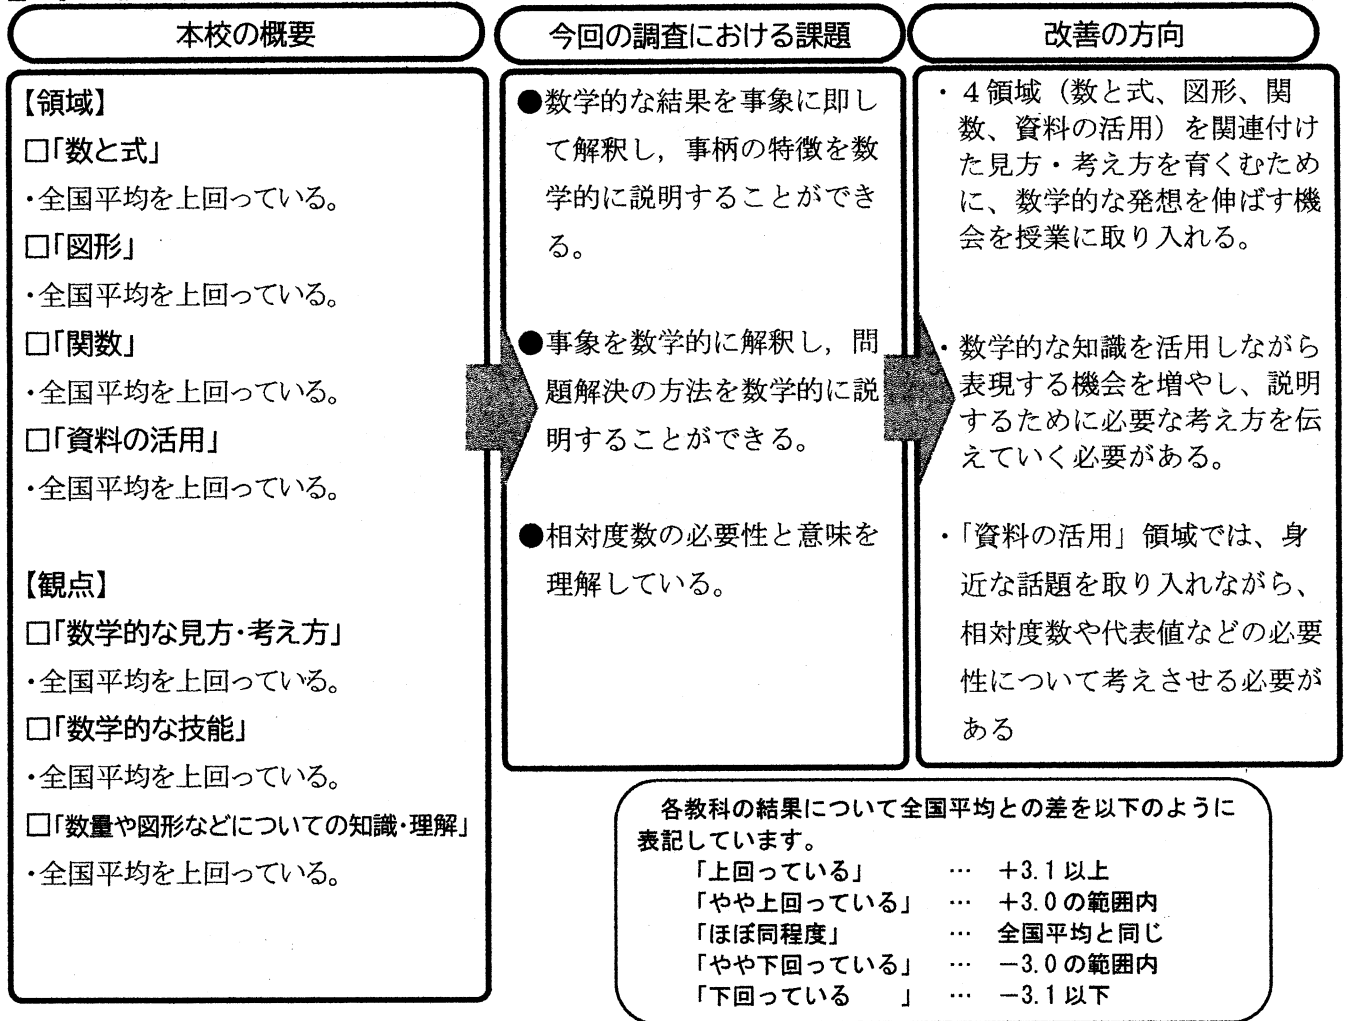 本校の概要
【領域】
□「数と式」
・全国平均を上回っている。
□「図形」
・全国平均を上回っている。
□「関数」
・全国平均を上回っている。
□「資料の活用」
・全国平均を上回っている。
【観点】
□「数学的な見方・考え方」
・全国平均を上回っている。
□「数学的な技能」
・全国平均を上回っている。
□「数量や図形などについての知識・理解」
・全国平均を上回っている。
今回の調査における課題
●数学的な結果を事象に即し
て解釈し，事柄の特徴を数
学的に説明することができ
る。
●事象を数学的に解釈し，問
題解決の方法を数学的に説
明することができる。
●相対度数の必要性と意味を
理解している。
改善の方向
・４領域（数と式、図形、関
数、資料の活用）を関連付け
た見方・考え方を育くむため
に、数学的な発想を伸ばす機
会を授業に取り入れる。
・数学的な知識を活用しながら
表現する機会を増やし、説明
するために必要な考え方を伝
えていく必要がある。
・「資料の活用」領域では、身
近な話題を取り入れながら、
相対度数や代表値などの必要
性について考えさせる必要が
ある
各教科の結果について全国平均との差を以下のように
表記しています。
「上回っている」 … ＋3.1以上
「やや上回っている」 … ＋3.0の範囲内
「ほぼ同程度」 … 全国平均と同じ
「やや下回っている」 … －3.0の範囲内
「下回っている　　」 … －3.1以下